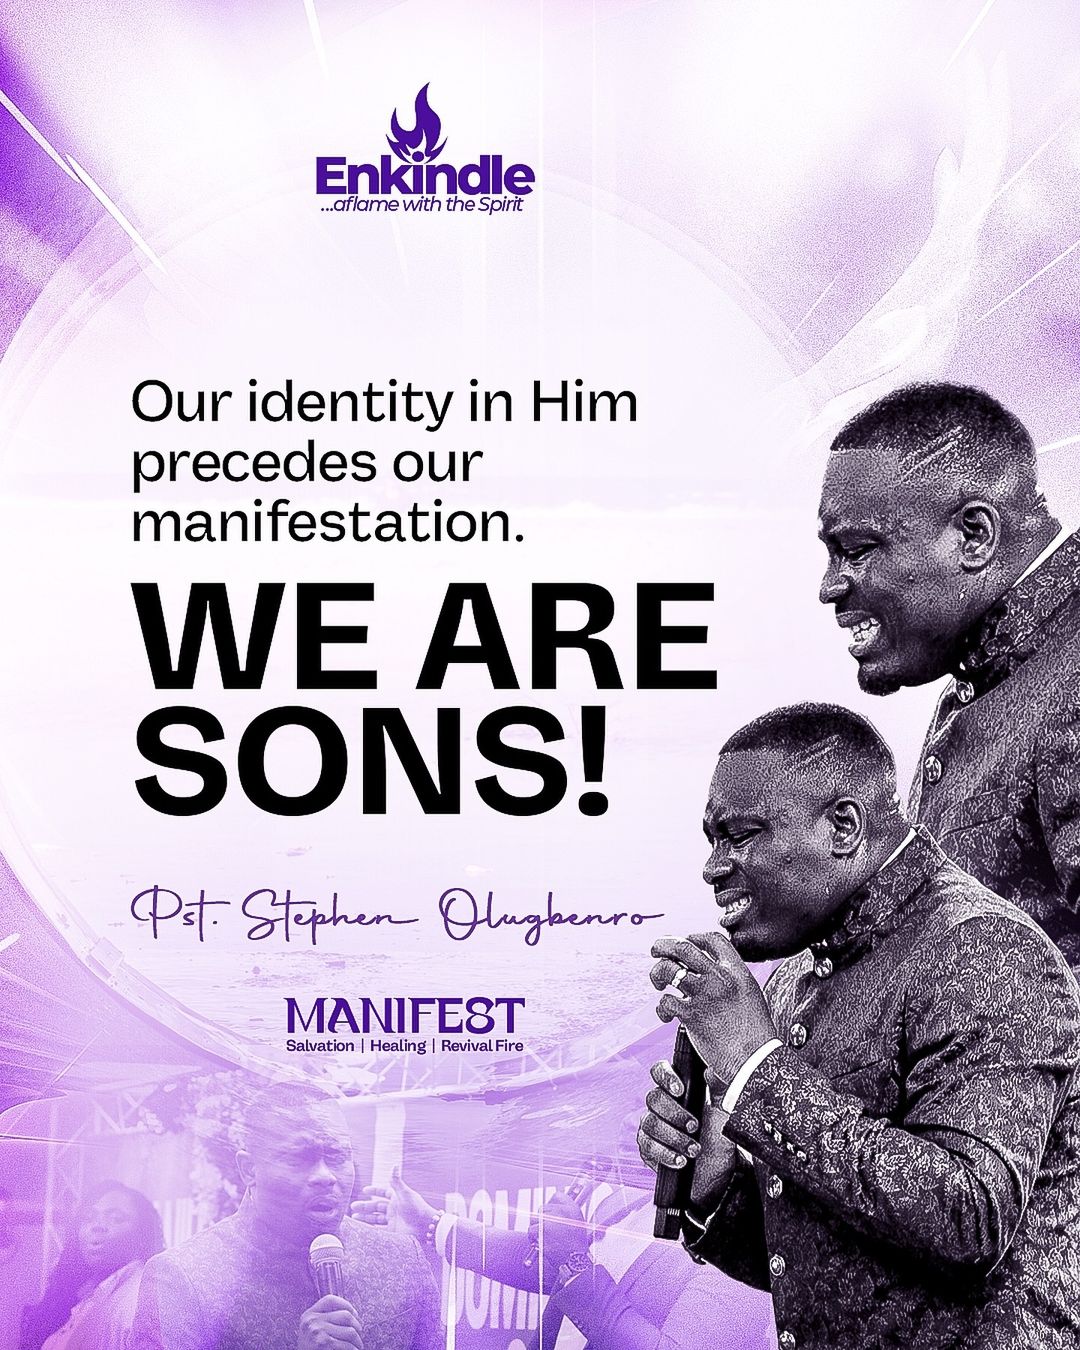 Enkindle
...aflame with the Spirit
Our identity in Him
precedes our
manifestation.
WE ARE
SONS!
Pst. Stephen Olugbenro
MANIFEST
Salvation | Healing | Revival Fire